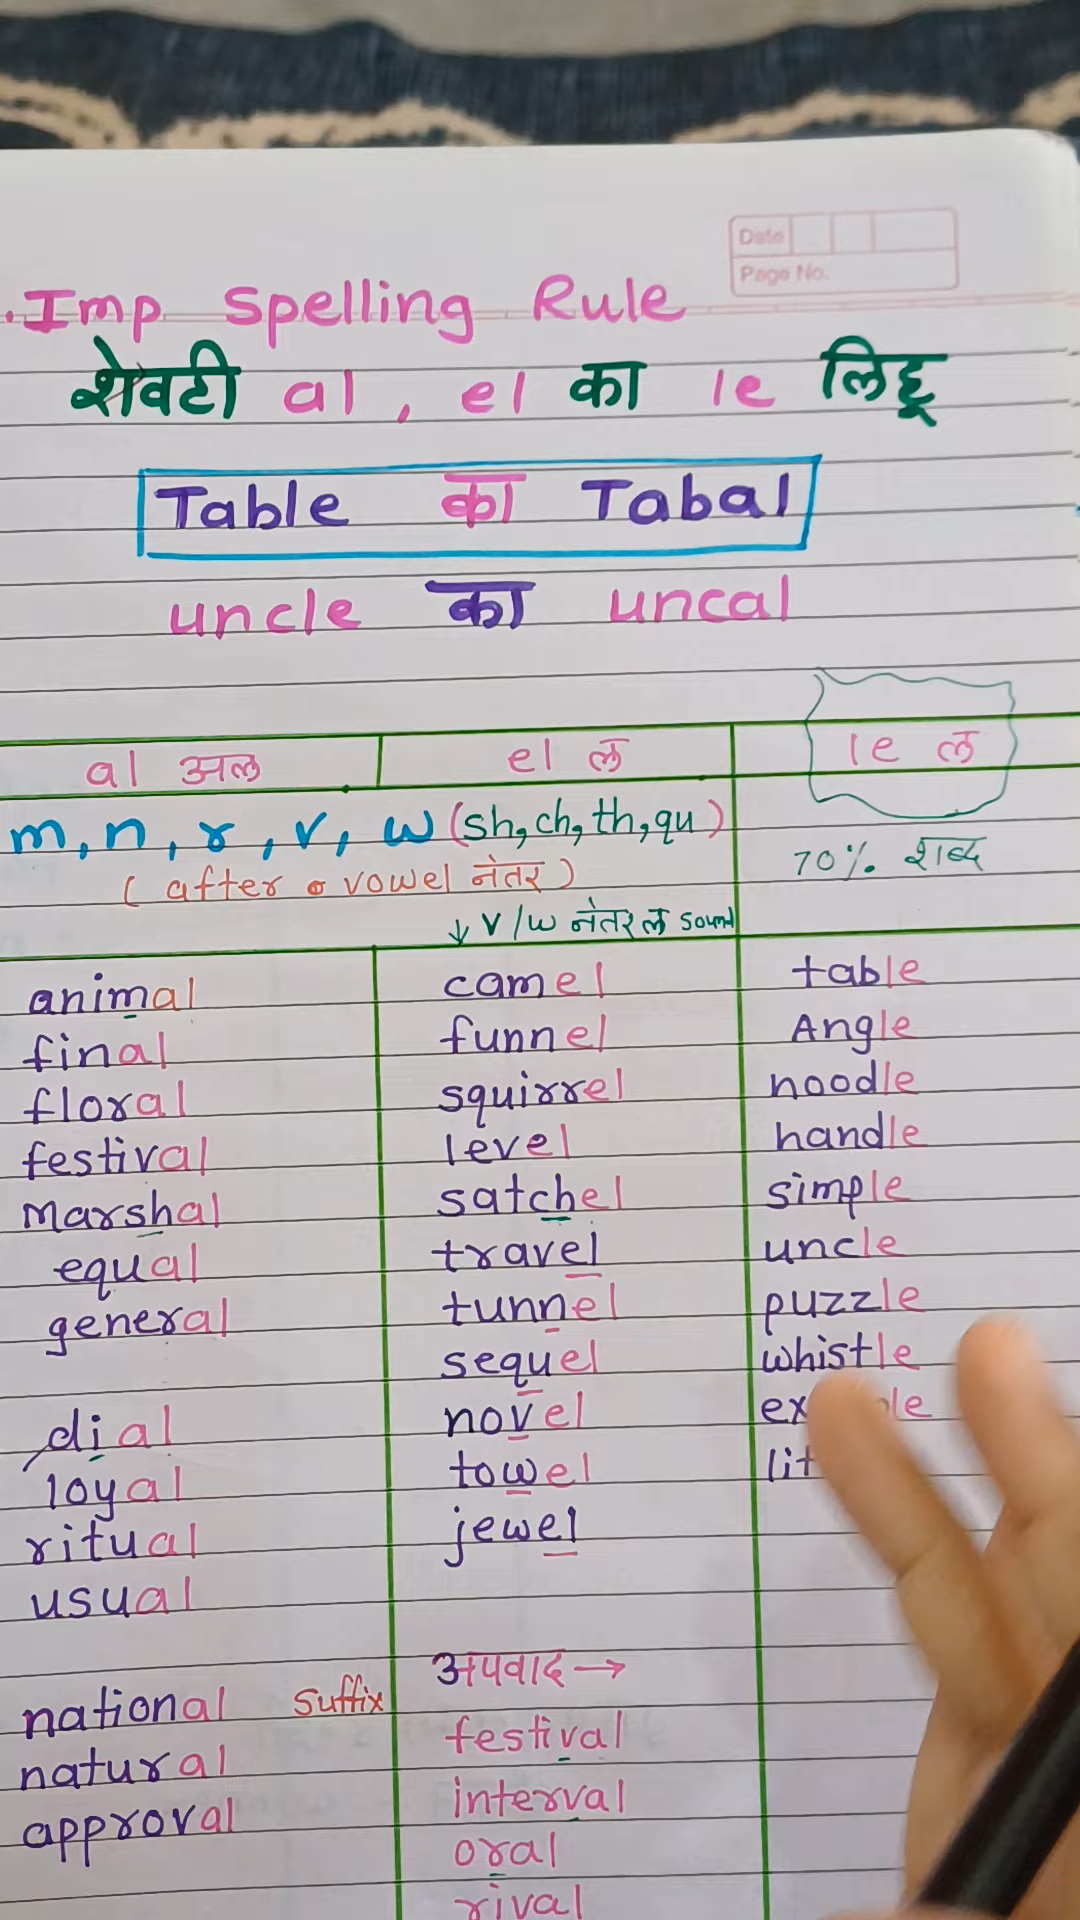 Date
Page No.
. Imp. Spelling Rule
शेवटी al , el का le लिहू
Table का Tabal
uncle का uncal
al अल
el ल
le ल
m, n, r, v, w (sh, ch, th, qu)
( after vowel नंतर )
↓ v/w नंतर ल sound
70% शब्द
animal
final
floral
festival
marshal
equal
general
dial
loyal
ritual
usual
national suffix
natural
approval
camel
funnel
squirrel
level
satchel
travel
tunnel
sequel
novel
towel
jewel
अपवाद →
festival
interval
oral
rival
table
Angle
noodle
handle
simple
uncle
puzzle
whistle